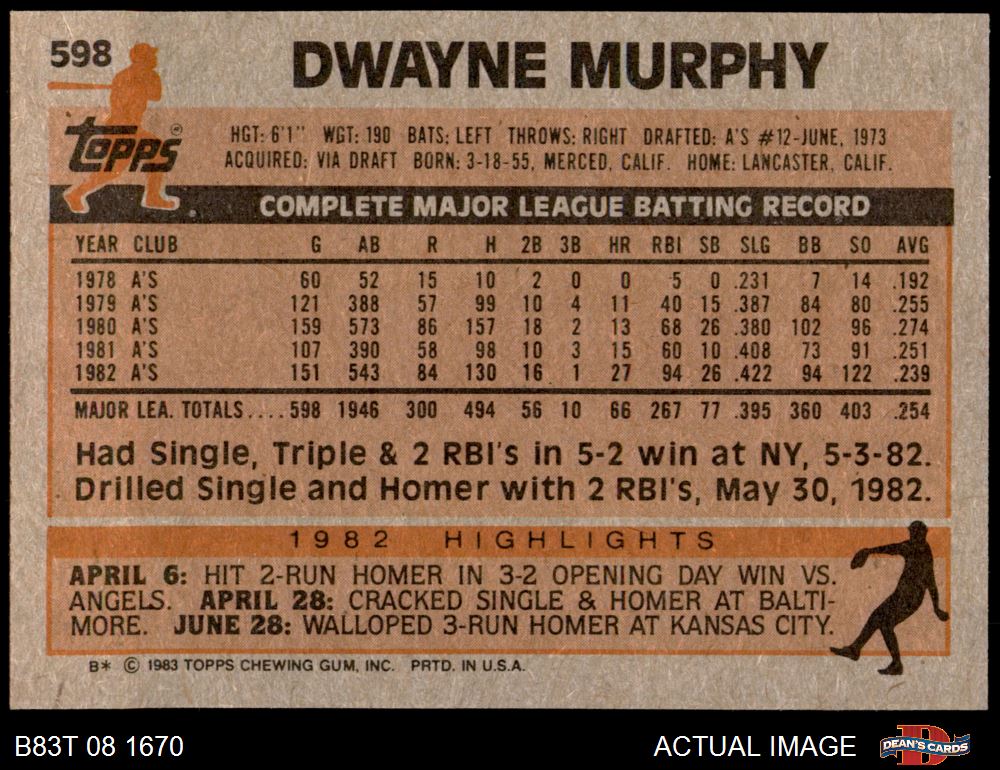 598
DWAYNE MURPHY
Topps®
HGT: 6'1" WGT: 190 BATS: LEFT THROWS: RIGHT DRAFTED: A'S #12-JUNE, 1973
ACQUIRED: VIA DRAFT BORN: 3-18-55, MERCED, CALIF. HOME: LANCASTER, CALIF.
COMPLETE MAJOR LEAGUE BATTING RECORD
YEAR CLUB G AB R H 2B 3B HR RBI SB SLG BB SO AVG
1978 A'S 60 52 15 10 2 0 0 5 0 .231 7 14 .192
1979 A'S 121 388 57 99 10 4 11 40 15 .387 84 80 .255
1980 A'S 159 573 86 157 18 2 13 68 26 .380 102 96 .274
1981 A'S 107 390 58 98 10 3 15 60 10 .408 73 91 .251
1982 A'S 151 543 84 130 16 1 27 94 26 .422 94 122 .239
MAJOR LEA. TOTALS.... 598 1946 300 494 56 10 66 267 77 .395 360 403 .254
Had Single, Triple & 2 RBI's in 5-2 win at NY, 5-3-82.
Drilled Single and Homer with 2 RBI's, May 30, 1982.
1982 HIGHLIGHTS
APRIL 6: HIT 2-RUN HOMER IN 3-2 OPENING DAY WIN VS.
ANGELS. APRIL 28: CRACKED SINGLE & HOMER AT BALTI-
MORE. JUNE 28: WALLOPED 3-RUN HOMER AT KANSAS CITY.
B* © 1983 TOPPS CHEWING GUM, INC. PRTD. IN U.S.A.
B83T 08 1670
ACTUAL IMAGE
D
DEAN'S CARDS